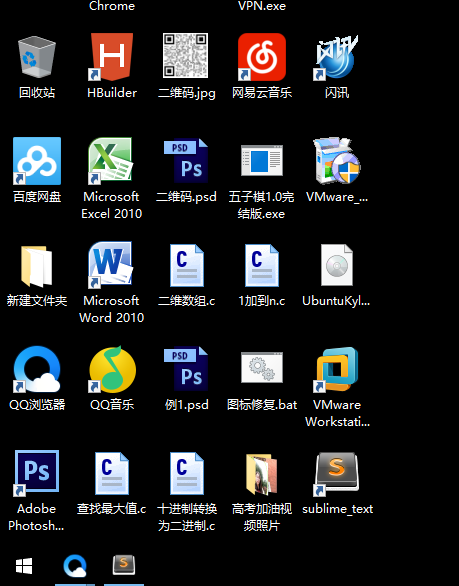 Chrome
VPN.exe
回收站
HBuilder
二维码.jpg
网易云音乐
闪讯
百度网盘
Microsoft
Excel 2010
PSD
Ps
二维码.psd
五子棋1.0完
结版.exe
VMware_...
新建文件夹
Microsoft
Word 2010
C
二维数组.c
C
1加到n.c
UbuntuKyl...
QQ浏览器
QQ音乐
PSD
Ps
例1.psd
图标修复.bat
VMware
Workstati...
Ps
Adobe
Photosh...
C
查找最大值.c
C
十进制转换
为二进制.c
高考加油视
频照片
S
sublime_text